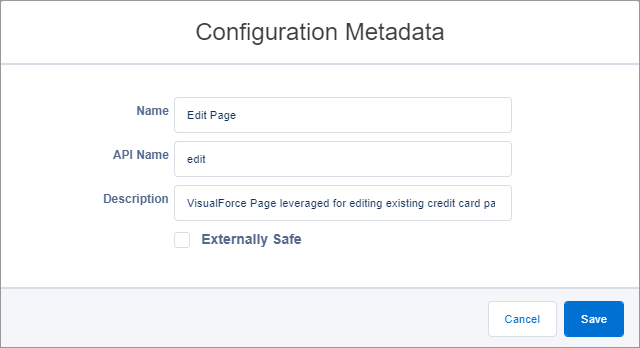 Configuration Metadata
Name Edit Page
API Name edit
Description VisualForce Page leveraged for editing existing credit card pa
Externally Safe
Cancel Save